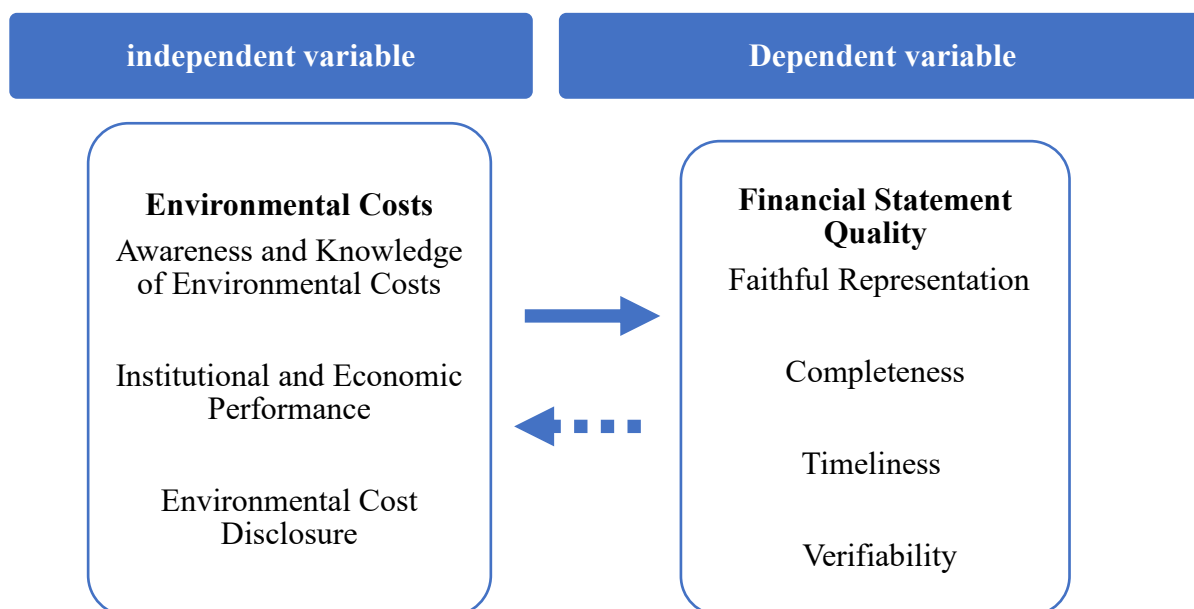 independent variable
Dependent variable
Environmental Costs
Awareness and Knowledge
of Environmental Costs
Institutional and Economic
Performance
Environmental Cost
Disclosure
Financial Statement
Quality
Faithful Representation
Completeness
Timeliness
Verifiability